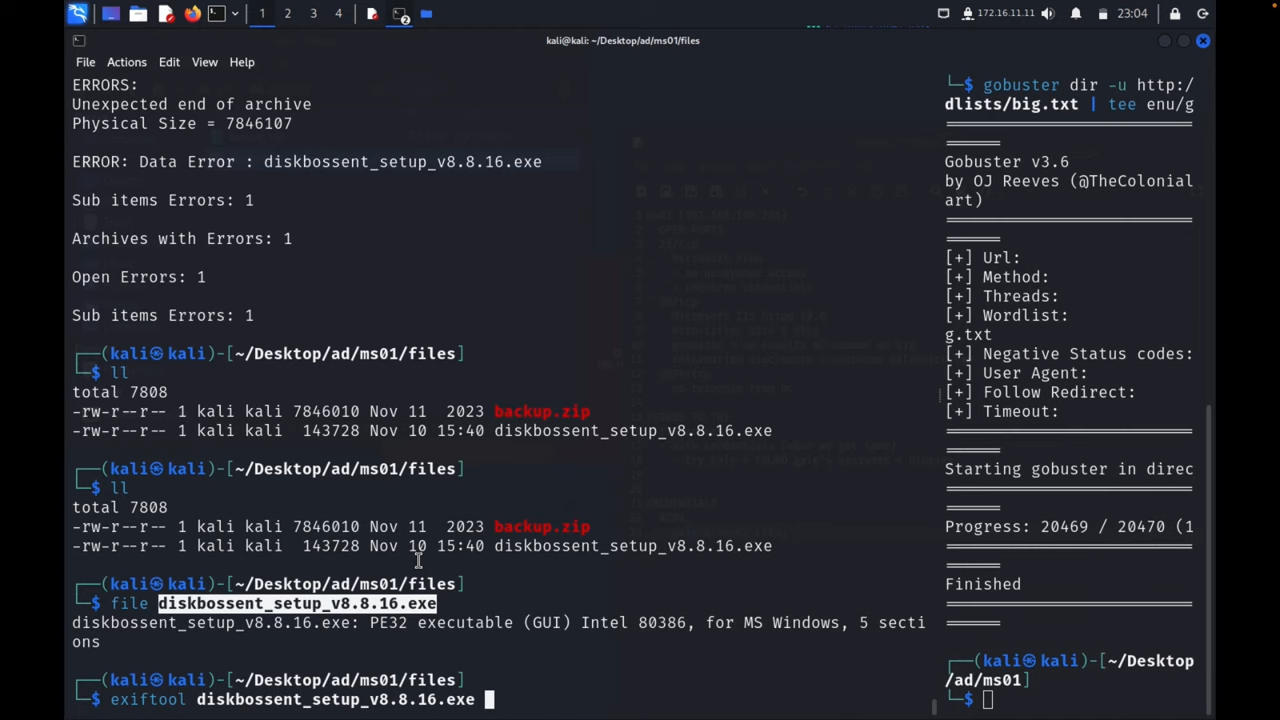 1 2 3 4 2 172.16.11.11 23:04
kali@kali: ~/Desktop/ad/ms01/files
File Actions Edit View Help
ERRORS:
Unexpected end of archive
Physical Size = 7846107
ERROR: Data Error : diskbossent_setup_v8.8.16.exe
Sub items Errors: 1
Archives with Errors: 1
Open Errors: 1
Sub items Errors: 1
┌──(kali㉿kali)-[~/Desktop/ad/ms01/files]
└─$ ll
total 7808
-rw-r--r-- 1 kali kali 7846010 Nov 11  2023 backup.zip
-rw-r--r-- 1 kali kali  143728 Nov 10 15:40 diskbossent_setup_v8.8.16.exe
┌──(kali㉿kali)-[~/Desktop/ad/ms01/files]
└─$ ll
total 7808
-rw-r--r-- 1 kali kali 7846010 Nov 11  2023 backup.zip
-rw-r--r-- 1 kali kali  143728 Nov 10 15:40 diskbossent_setup_v8.8.16.exe
┌──(kali㉿kali)-[~/Desktop/ad/ms01/files]
└─$ file diskbossent_setup_v8.8.16.exe
diskbossent_setup_v8.8.16.exe: PE32 executable (GUI) Intel 80386, for MS Windows, 5 secti
ons
┌──(kali㉿kali)-[~/Desktop/ad/ms01/files]
└─$ exiftool diskbossent_setup_v8.8.16.exe
└─$ gobuster dir -u http:/
dlists/big.txt | tee enu/g
===============================
=======
Gobuster v3.6
by OJ Reeves (@TheColonial
art)
===============================
=======
[+] Url:
[+] Method:
[+] Threads:
[+] Wordlist:
g.txt
[+] Negative Status codes:
[+] User Agent:
[+] Follow Redirect:
[+] Timeout:
===============================
=======
Starting gobuster in direc
===============================
=======
Progress: 20469 / 20470 (1
===============================
=======
Finished
===============================
=======
┌──(kali㉿kali)-[~/Desktop
/ad/ms01]
└─$